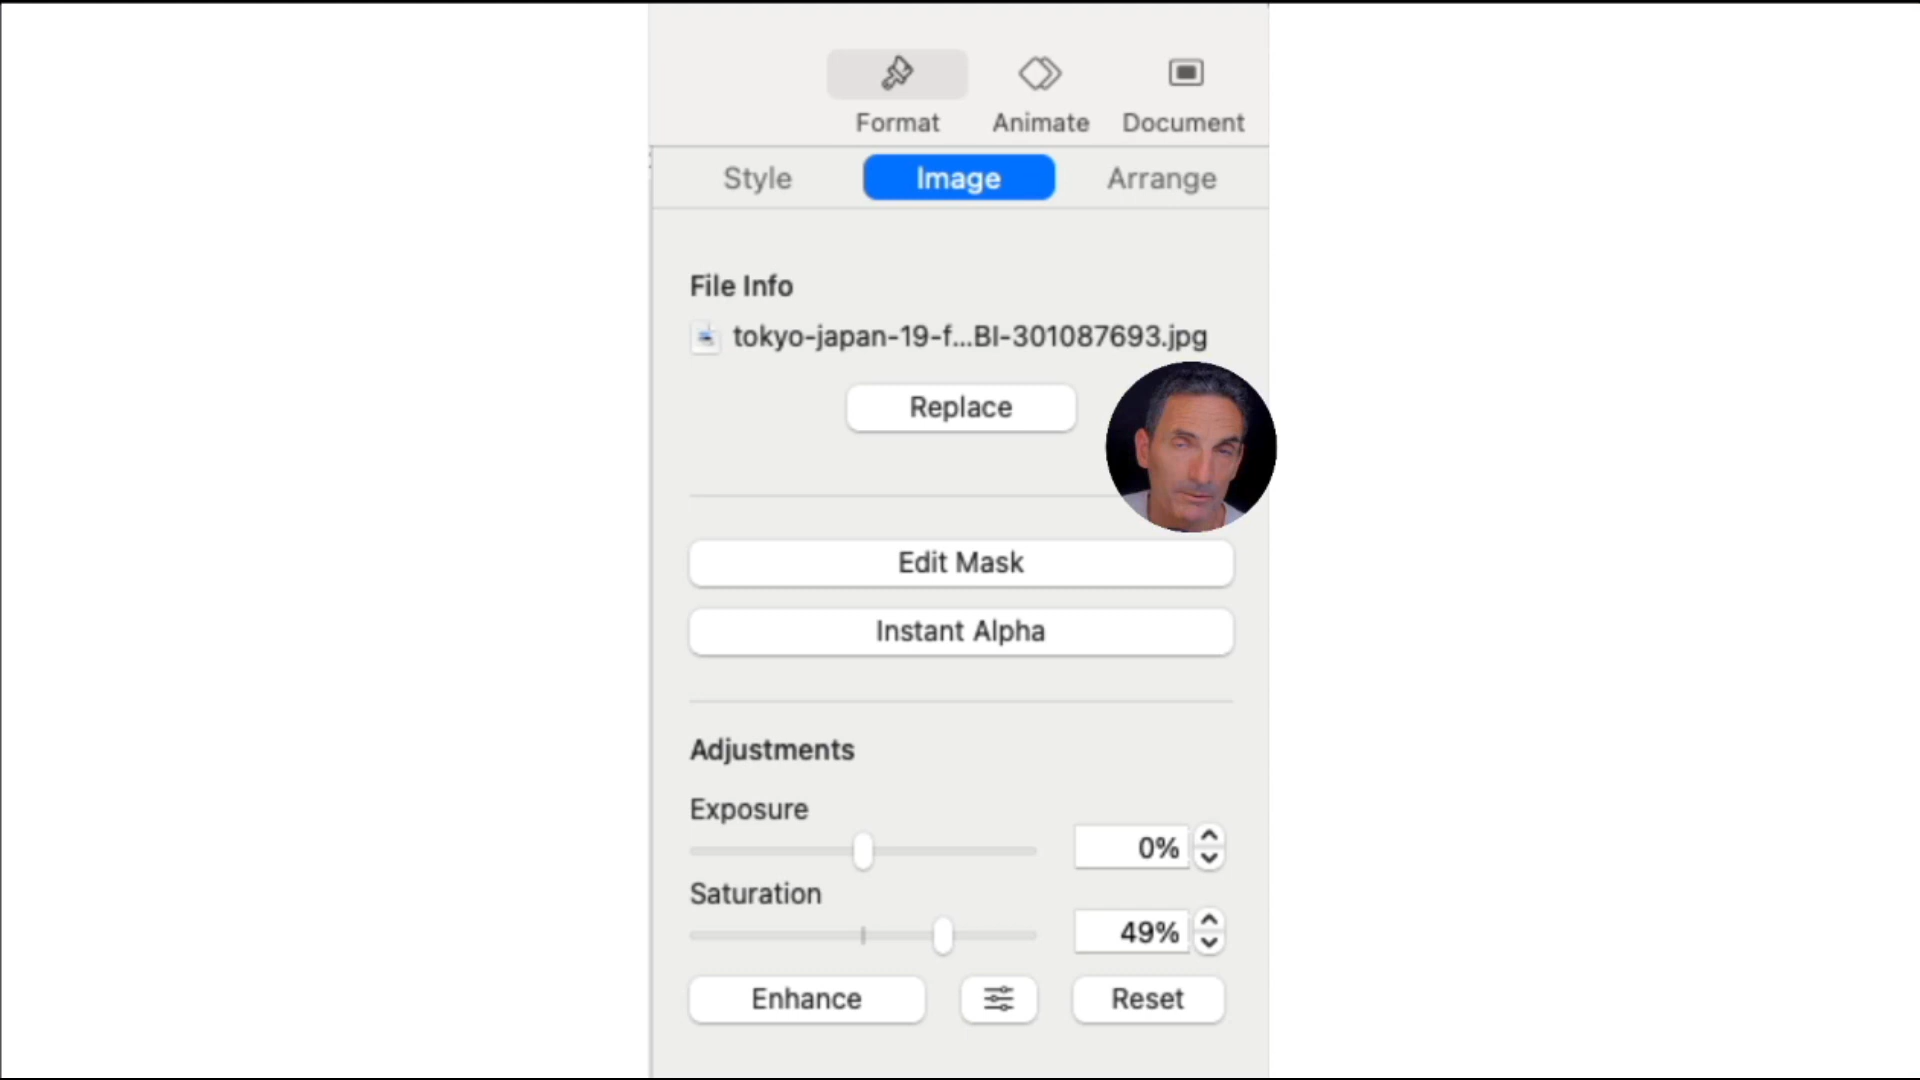 Format Animate Document
Style Image Arrange
File Info
tokyo-japan-19-f...BI-301087693.jpg
Replace
Edit Mask
Instant Alpha
Adjustments
Exposure
0%
Saturation
49%
Enhance Reset